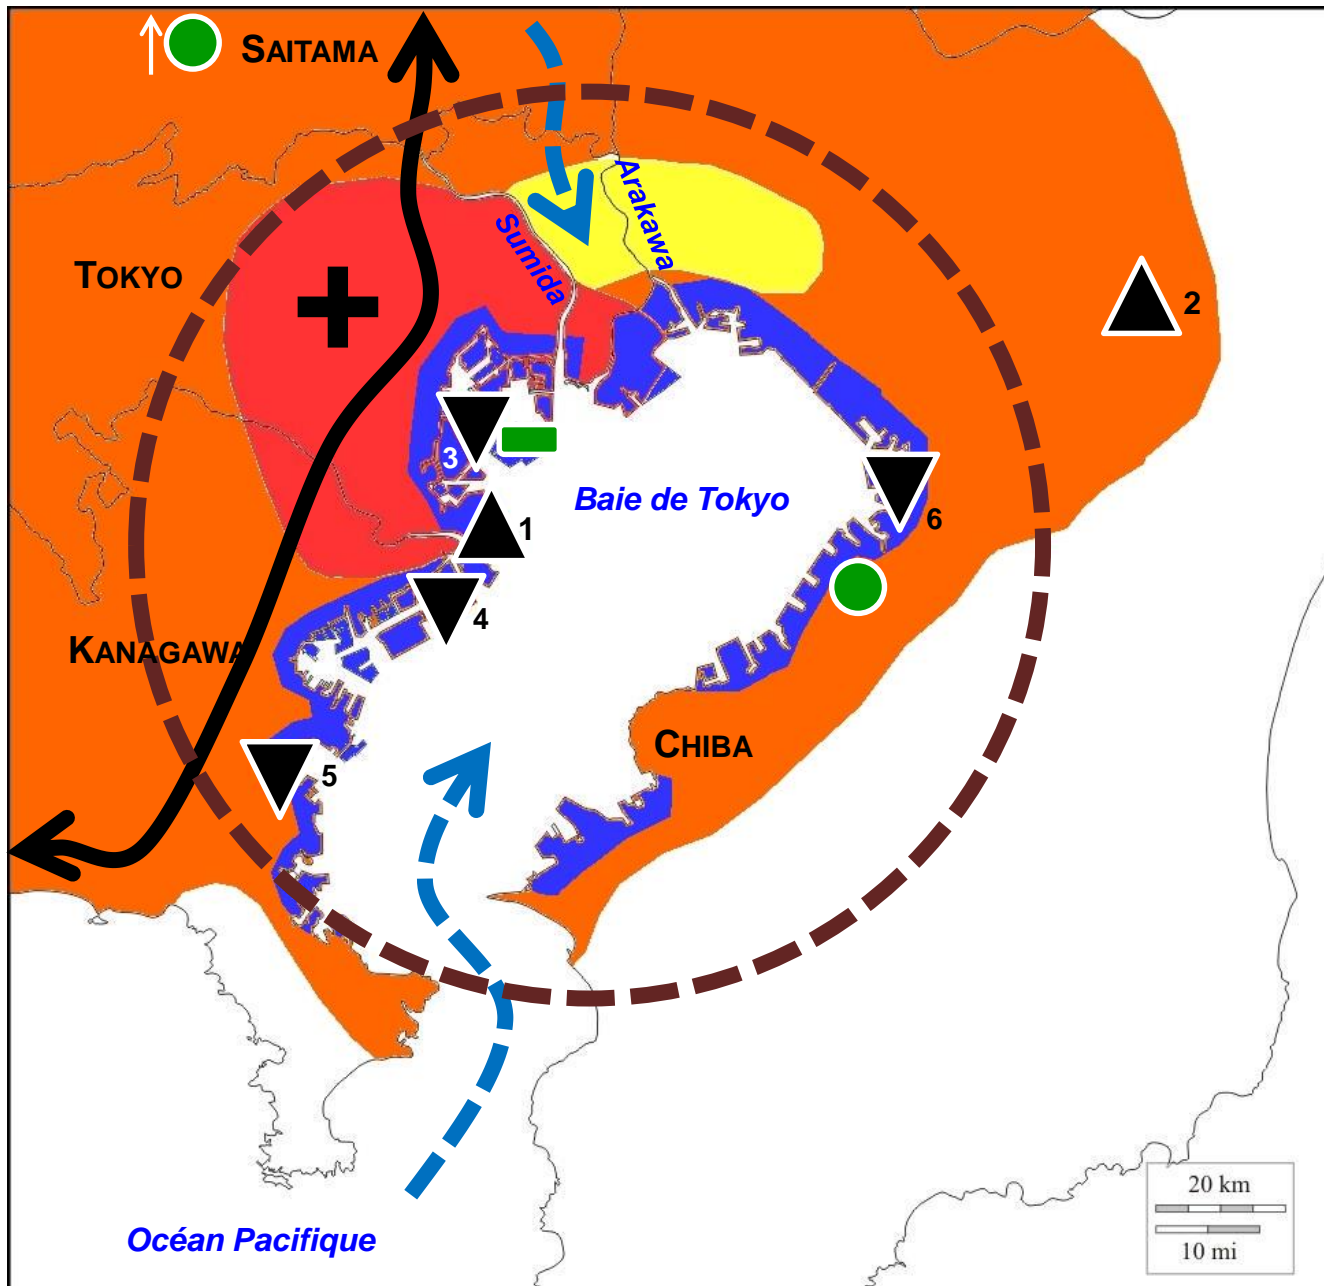 SAITAMA
Arakawa
Sumida
TOKYO
2
3
Baie de Tokyo
6
1
4
KANAGAWA
CHIBA
5
20 km
10 mi
Océan Pacifique